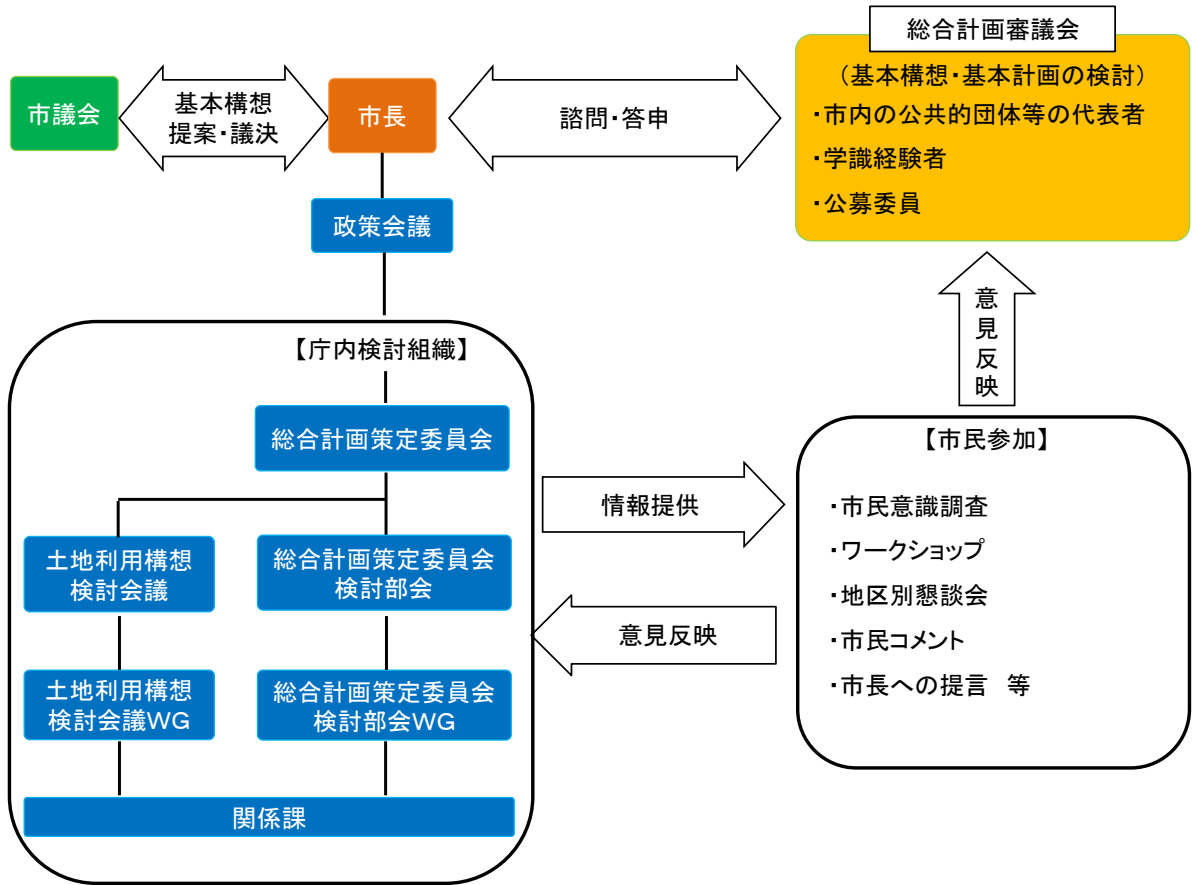 総合計画審議会
（基本構想・基本計画の検討）
・市内の公共的団体等の代表者
・学識経験者
・公募委員
市議会
基本構想
提案・議決
市長
諮問・答申
政策会議
意見反映
【庁内検討組織】
総合計画策定委員会
土地利用構想
検討会議
総合計画策定委員会
検討部会
土地利用構想
検討会議WG
総合計画策定委員会
検討部会WG
関係課
情報提供
意見反映
【市民参加】
・市民意識調査
・ワークショップ
・地区別懇談会
・市民コメント
・市長への提言　等